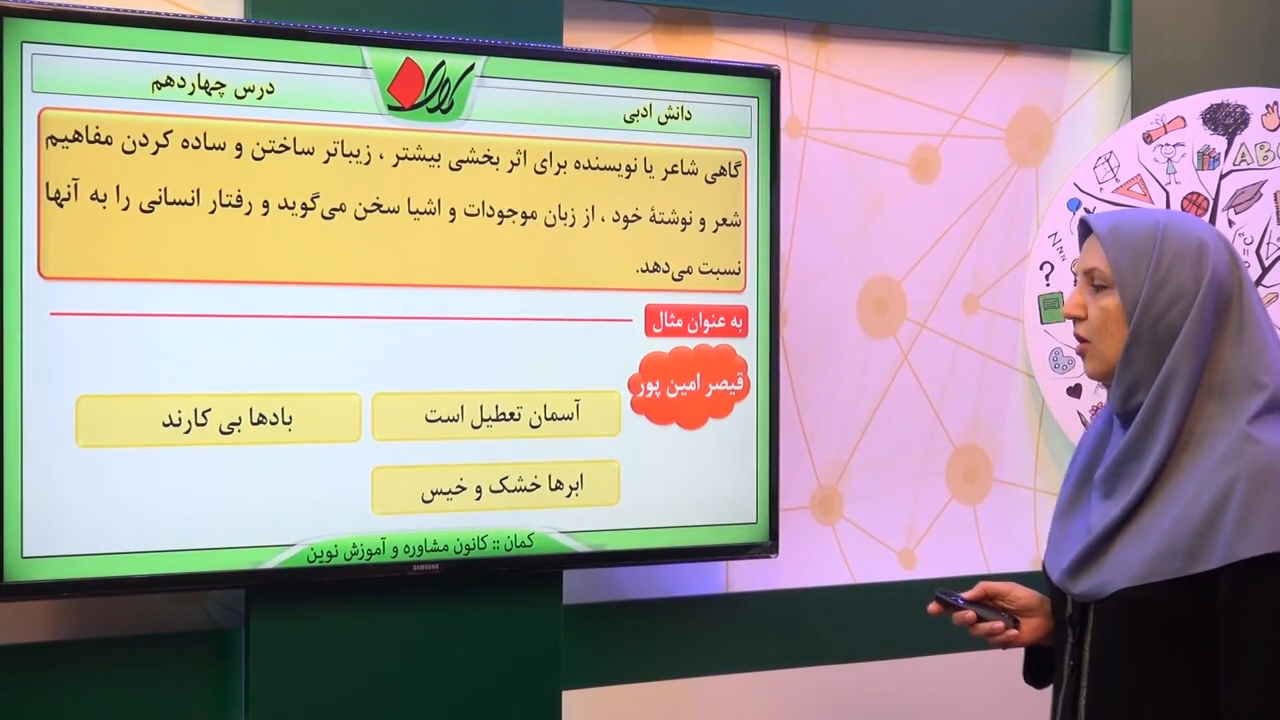 دانش ادبی
درس چهاردهم
گاهی شاعر یا نویسنده برای اثر بخشی بیشتر ، زیباتر ساختن و ساده کردن مفاهیم
شعر و نوشتهٔ خود ، از زبان موجودات و اشیا سخن می‌گوید و رفتار انسانی را به آنها
نسبت می‌دهد.
به عنوان مثال
قیصر امین پور
آسمان تعطیل است
بادها بی کارند
ابرها خشک و خیس
کمان :: کانون مشاوره و آموزش نوین
SAMSUNG
ABC
?